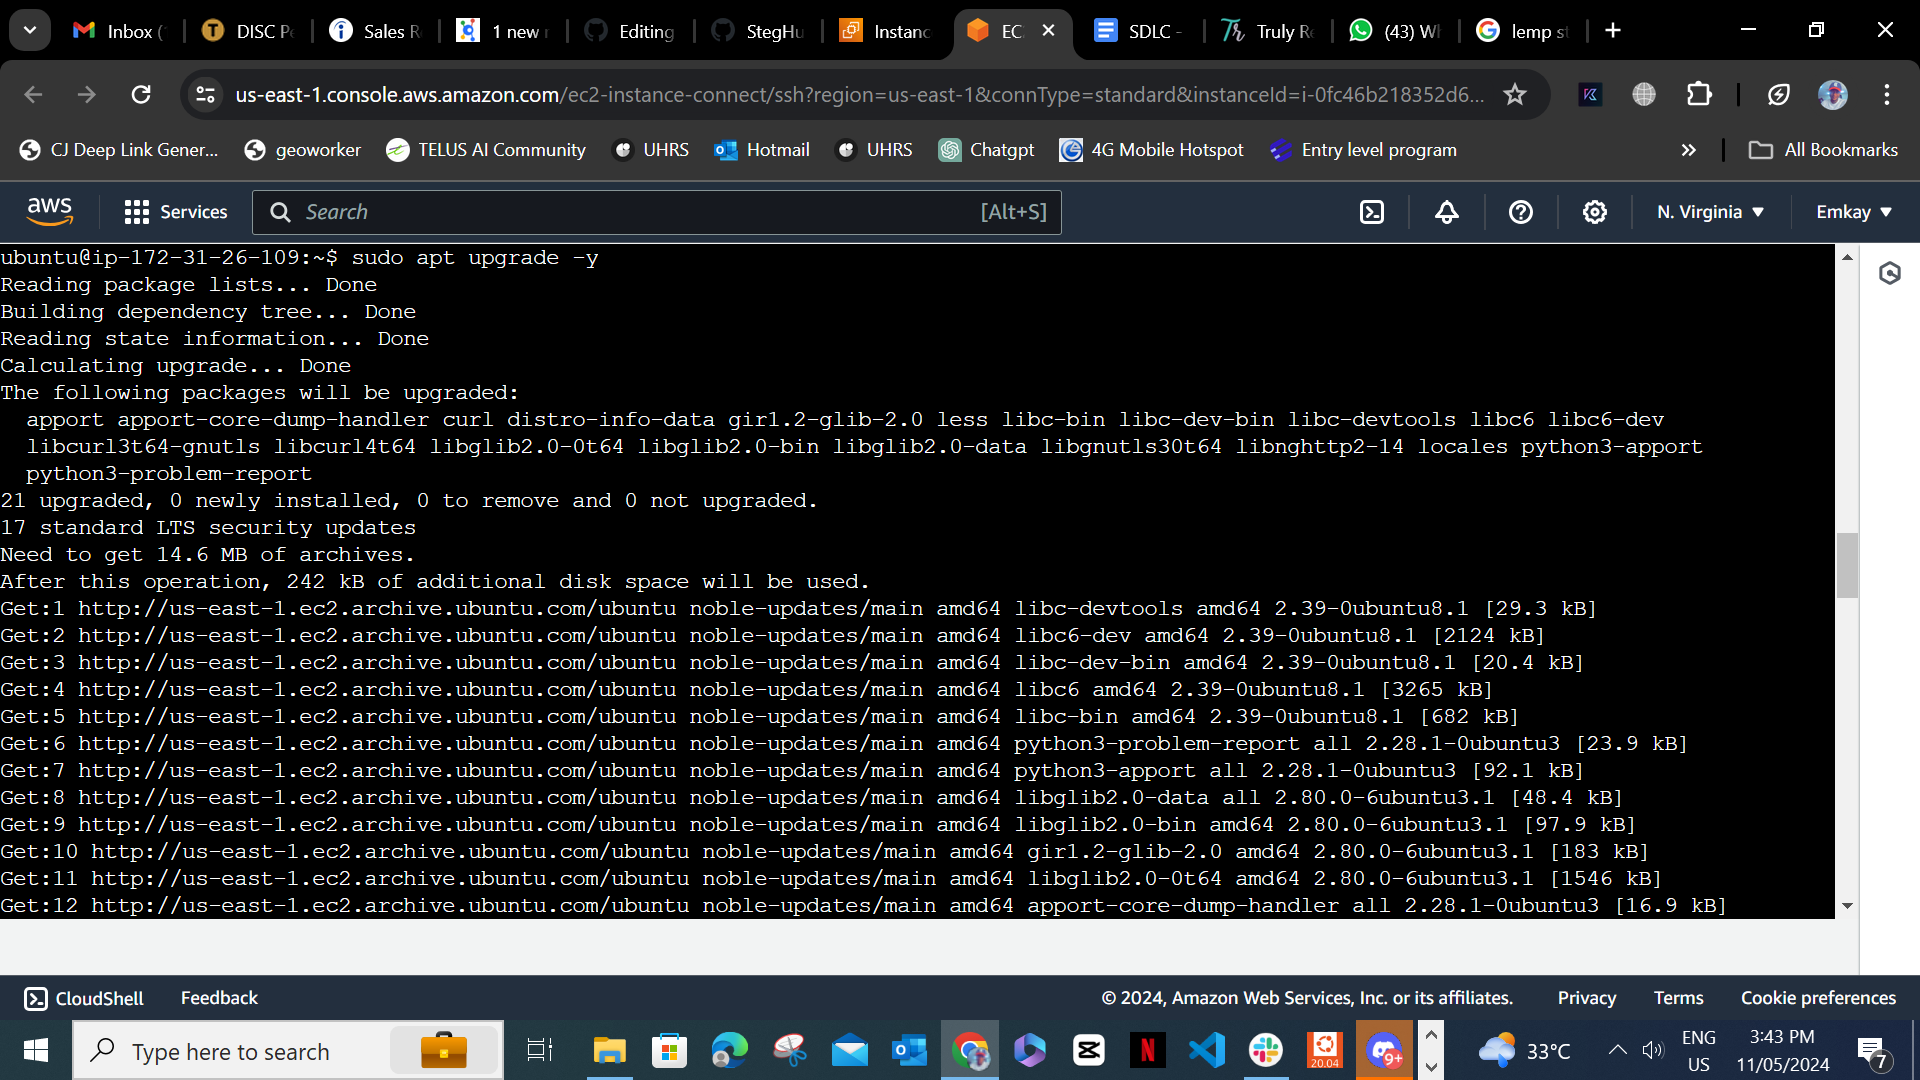 Inbox (
DISC Pe
Sales R
1 new
Editing
StegHu
Instanc
EC
SDLC -
Truly Re
(43) W
lemp st
us-east-1.console.aws.amazon.com/ec2-instance-connect/ssh?region=us-east-1&connType=standard&instanceId=i-0fc46b218352d6...
CJ Deep Link Gener...
geoworker
TELUS AI Community
UHRS
Hotmail
UHRS
Chatgpt
4G Mobile Hotspot
Entry level program
»
All Bookmarks
aws
Services
Search
[Alt+S]
N. Virginia
Emkay
ubuntu@ip-172-31-26-109:~$ sudo apt upgrade -y
Reading package lists... Done
Building dependency tree... Done
Reading state information... Done
Calculating upgrade... Done
The following packages will be upgraded:
apport apport-core-dump-handler curl distro-info-data gir1.2-glib-2.0 less libc-bin libc-dev-bin libc-devtools libc6 libc6-dev
libcurl3t64-gnutls libcurl4t64 libglib2.0-0t64 libglib2.0-bin libglib2.0-data libgnutls30t64 libnghttp2-14 locales python3-apport
python3-problem-report
21 upgraded, 0 newly installed, 0 to remove and 0 not upgraded.
17 standard LTS security updates
Need to get 14.6 MB of archives.
After this operation, 242 kB of additional disk space will be used.
Get:1 http://us-east-1.ec2.archive.ubuntu.com/ubuntu noble-updates/main amd64 libc-devtools amd64 2.39-0ubuntu8.1 [29.3 kB]
Get:2 http://us-east-1.ec2.archive.ubuntu.com/ubuntu noble-updates/main amd64 libc6-dev amd64 2.39-0ubuntu8.1 [2124 kB]
Get:3 http://us-east-1.ec2.archive.ubuntu.com/ubuntu noble-updates/main amd64 libc-dev-bin amd64 2.39-0ubuntu8.1 [20.4 kB]
Get:4 http://us-east-1.ec2.archive.ubuntu.com/ubuntu noble-updates/main amd64 libc6 amd64 2.39-0ubuntu8.1 [3265 kB]
Get:5 http://us-east-1.ec2.archive.ubuntu.com/ubuntu noble-updates/main amd64 libc-bin amd64 2.39-0ubuntu8.1 [682 kB]
Get:6 http://us-east-1.ec2.archive.ubuntu.com/ubuntu noble-updates/main amd64 python3-problem-report all 2.28.1-0ubuntu3 [23.9 kB]
Get:7 http://us-east-1.ec2.archive.ubuntu.com/ubuntu noble-updates/main amd64 python3-apport all 2.28.1-0ubuntu3 [92.1 kB]
Get:8 http://us-east-1.ec2.archive.ubuntu.com/ubuntu noble-updates/main amd64 libglib2.0-data all 2.80.0-6ubuntu3.1 [48.4 kB]
Get:9 http://us-east-1.ec2.archive.ubuntu.com/ubuntu noble-updates/main amd64 libglib2.0-bin amd64 2.80.0-6ubuntu3.1 [97.9 kB]
Get:10 http://us-east-1.ec2.archive.ubuntu.com/ubuntu noble-updates/main amd64 gir1.2-glib-2.0 amd64 2.80.0-6ubuntu3.1 [183 kB]
Get:11 http://us-east-1.ec2.archive.ubuntu.com/ubuntu noble-updates/main amd64 libglib2.0-0t64 amd64 2.80.0-6ubuntu3.1 [1546 kB]
Get:12 http://us-east-1.ec2.archive.ubuntu.com/ubuntu noble-updates/main amd64 apport-core-dump-handler all 2.28.1-0ubuntu3 [16.9 kB]
CloudShell
Feedback
© 2024, Amazon Web Services, Inc. or its affiliates.
Privacy
Terms
Cookie preferences
Type here to search
20.04
9+
33°C
ENG
US
3:43 PM
11/05/2024
7